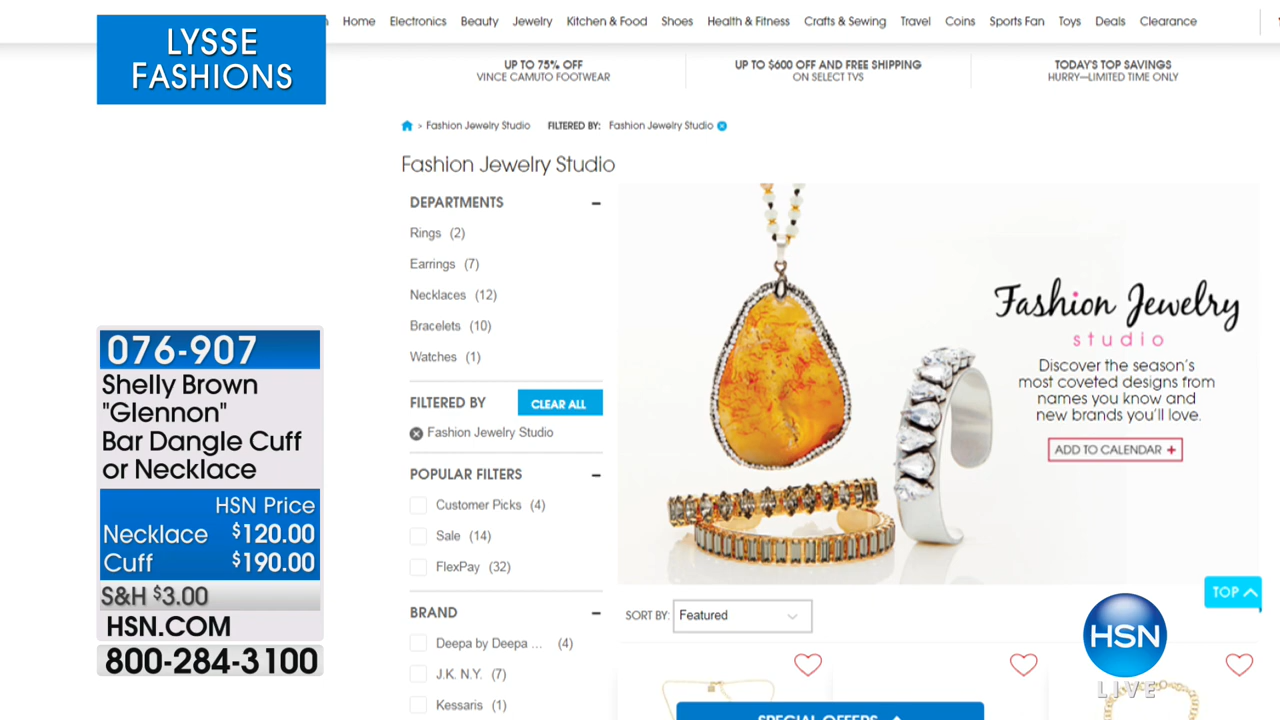 LYSSE
FASHIONS
Home Electronics Beauty Jewelry Kitchen & Food Shoes Health & Fitness Crafts & Sewing Travel Coins Sports Fan Toys Deals Clearance
UP TO 75% OFF
VINCE CAMUTO FOOTWEAR
UP TO $600 OFF AND FREE SHIPPING
ON SELECT TVS
TODAY'S TOP SAVINGS
HURRY—LIMITED TIME ONLY
> Fashion Jewelry Studio FILTERED BY: Fashion Jewelry Studio
Fashion Jewelry Studio
DEPARTMENTS
Rings (2)
Earrings (7)
Necklaces (12)
Bracelets (10)
Watches (1)
FILTERED BY CLEAR ALL
Fashion Jewelry Studio
POPULAR FILTERS
Customer Picks (4)
Sale (14)
FlexPay (32)
BRAND
Deepa by Deepa ... (4)
J.K. N.Y. (7)
Kessaris (1)
Fashion Jewelry
studio
Discover the season's
most coveted designs from
names you know and
new brands you'll love.
ADD TO CALENDAR +
SORT BY: Featured
TOP
SPECIAL OFFERS
076-907
Shelly Brown
"Glennon"
Bar Dangle Cuff
or Necklace
HSN Price
Necklace $120.00
Cuff $190.00
S&H $3.00
HSN.COM
800-284-3100
HSN
LIVE